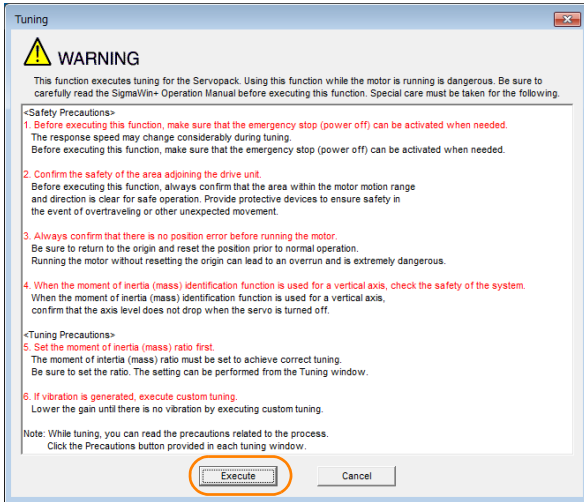 Tuning
WARNING
This function executes tuning for the Servopack. Using this function while the motor is running is dangerous. Be sure to
carefully read the SigmaWin+ Operation Manual before executing this function. Special care must be taken for the following.
<Safety Precautions>
1. Before executing this function, make sure that the emergency stop (power off) can be activated when needed.
The response speed may change considerably during tuning.
Before executing this function, make sure that the emergency stop (power off) can be activated when needed.
2. Confirm the safety of the area adjoining the drive unit.
Before executing this function, always confirm that the area within the motor motion range
and direction is clear for safe operation. Provide protective devices to ensure safety in
the event of overtraveling or other unexpected movement.
3. Always confirm that there is no position error before running the motor.
Be sure to return to the origin and reset the position prior to normal operation.
Running the motor without resetting the origin can lead to an overrun and is extremely dangerous.
4. When the moment of inertia (mass) identification function is used for a vertical axis, check the safety of the system.
When the moment of inertia (mass) identification function is used for a vertical axis,
confirm that the axis level does not drop when the servo is turned off.
<Tuning Precautions>
5. Set the moment of inertia (mass) ratio first.
The moment of intertia (mass) ratio must be set to achieve correct tuning.
Be sure to set the ratio. The setting can be performed from the Tuning window.
6. If vibration is generated, execute custom tuning.
Lower the gain until there is no vibration by executing custom tuning.
Note: While tuning, you can read the precautions related to the process.
Click the Precautions button provided in each tuning window.
Execute
Cancel